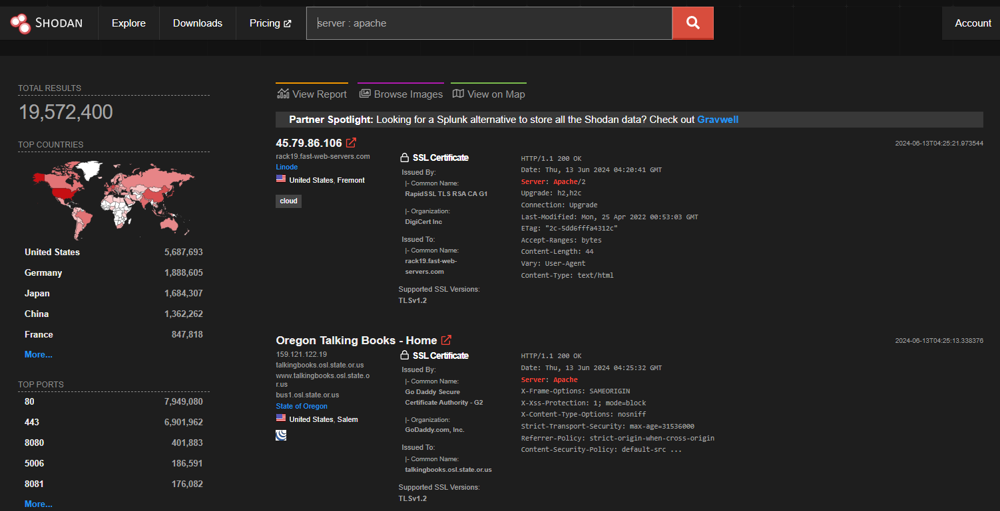 SHODAN
Explore
Downloads
Pricing
server : apache
Account
TOTAL RESULTS
19,572,400
TOP COUNTRIES
United States 5,687,693
Germany 1,888,605
Japan 1,684,307
China 1,362,262
France 847,818
More...
TOP PORTS
80 7,949,080
443 6,901,962
8080 401,883
5006 186,591
8081 176,082
More...
View Report
Browse Images
View on Map
Partner Spotlight: Looking for a Splunk alternative to store all the Shodan data? Check out Gravwell
45.79.86.106
2024-06-13T04:25:21.973544
rack19.fast-web-servers.com
Linode
United States, Fremont
cloud
SSL Certificate
Issued By:
|- Common Name:
RapidSSL TLS RSA CA G1
|- Organization:
DigiCert Inc
Issued To:
|- Common Name:
rack19.fast-web-
servers.com
Supported SSL Versions:
TLSv1.2
HTTP/1.1 200 OK
Date: Thu, 13 Jun 2024 04:20:41 GMT
Server: Apache/2
Upgrade: h2,h2c
Connection: Upgrade
Last-Modified: Mon, 25 Apr 2022 00:53:03 GMT
ETag: "2c-5dd6fffa4312c"
Accept-Ranges: bytes
Content-Length: 44
Vary: User-Agent
Content-Type: text/html
Oregon Talking Books - Home
2024-06-13T04:25:13.338376
159.121.122.19
talkingbooks.osl.state.or.us
www.talkingbooks.osl.state.o
r.us
bus1.osl.state.or.us
State of Oregon
United States, Salem
SSL Certificate
Issued By:
|- Common Name:
Go Daddy Secure
Certificate Authority - G2
|- Organization:
GoDaddy.com, Inc.
Issued To:
|- Common Name:
talkingbooks.osl.state.or.us
Supported SSL Versions:
TLSv1.2
HTTP/1.1 200 OK
Date: Thu, 13 Jun 2024 04:25:32 GMT
Server: Apache
X-Frame-Options: SAMEORIGIN
X-Xss-Protection: 1; mode=block
X-Content-Type-Options: nosniff
Strict-Transport-Security: max-age=31536000
Referrer-Policy: strict-origin-when-cross-origin
Content-Security-Policy: default-src ...